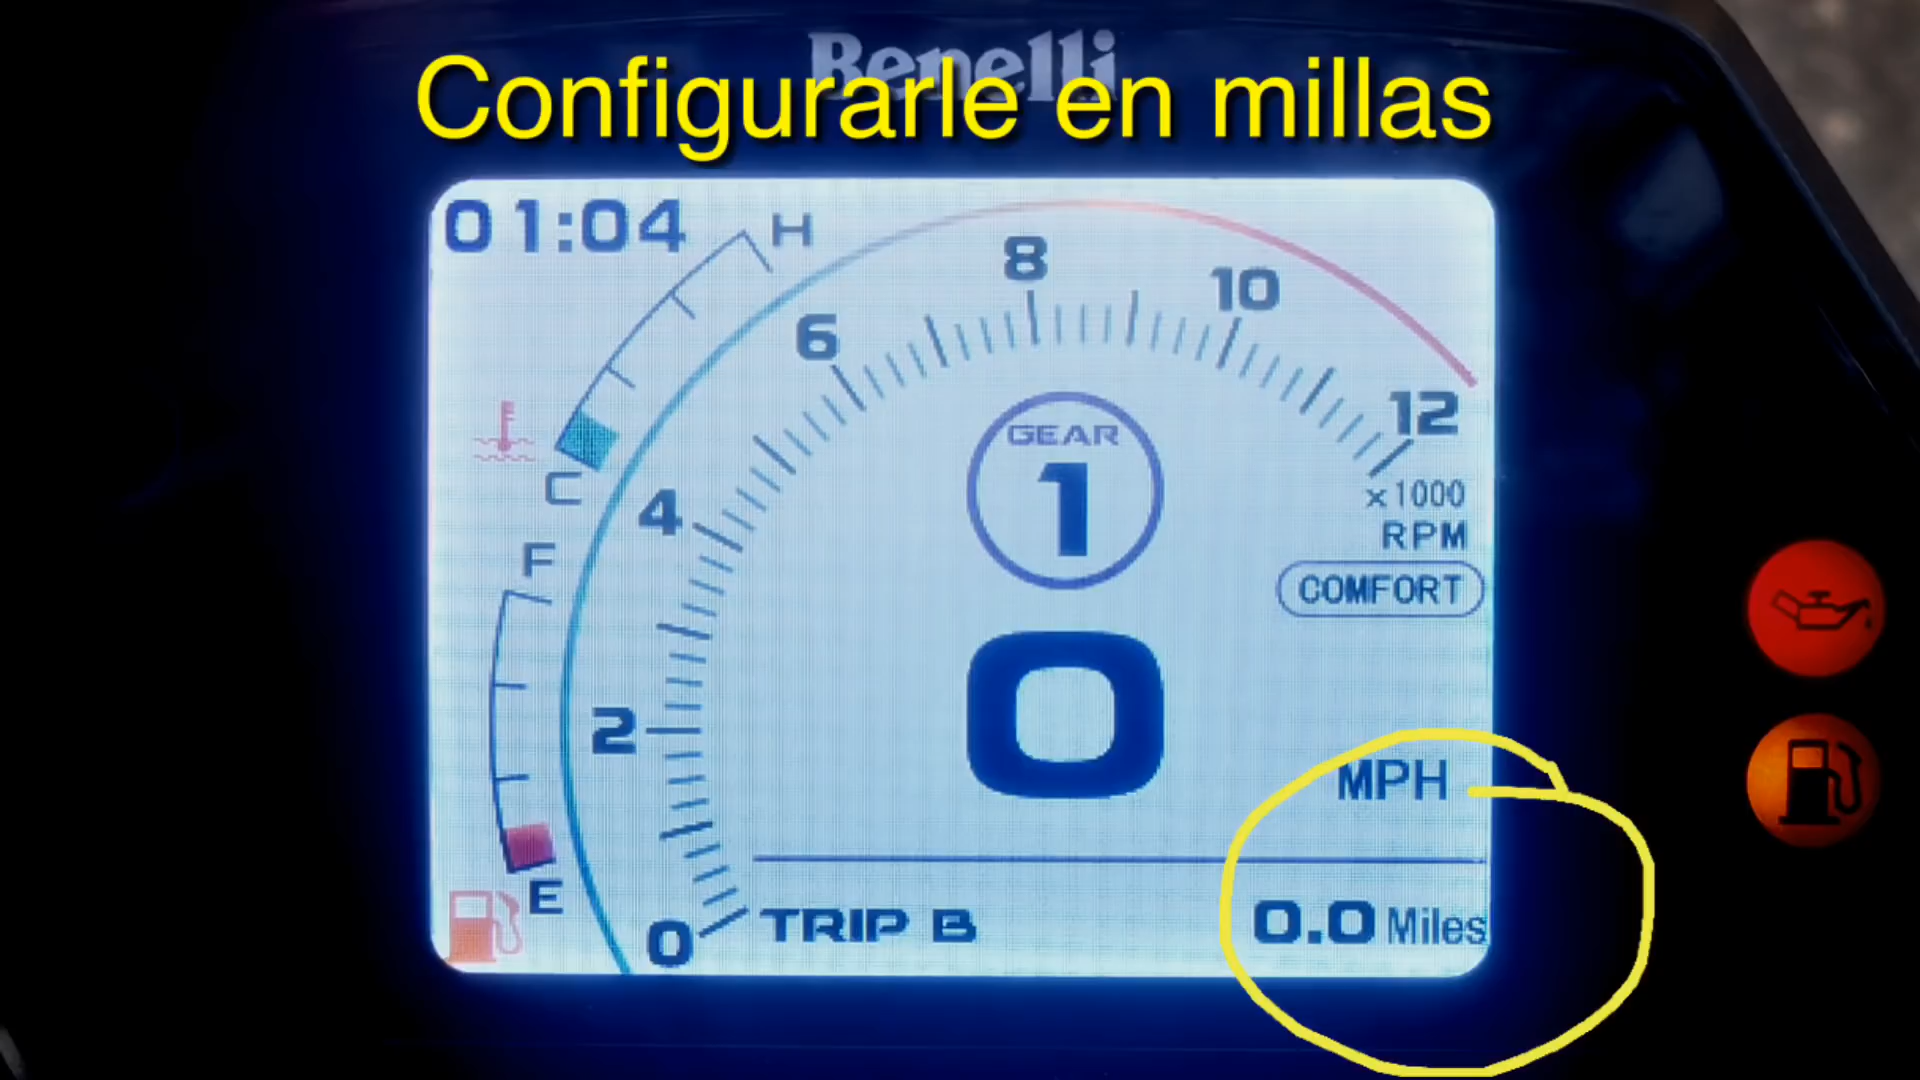 Benelli
Configurarle en millas
01:04
H
8
10
6
12
GEAR
1
C
4
x1000
RPM
F
COMFORT
0
2
MPH
E
0
TRIP B
0.0 Miles